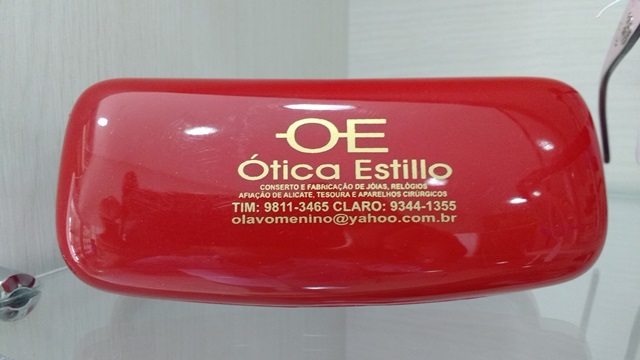 OE
Ótica Estillo
CONSERTO E FABRICAÇÃO DE JÓIAS, RELÓGIOS
AFIAÇÃO DE ALICATE, TESOURA E APARELHOS CIRÚRGICOS
TIM: 9811-3465 CLARO: 9344-1355
olavomenino@yahoo.com.br